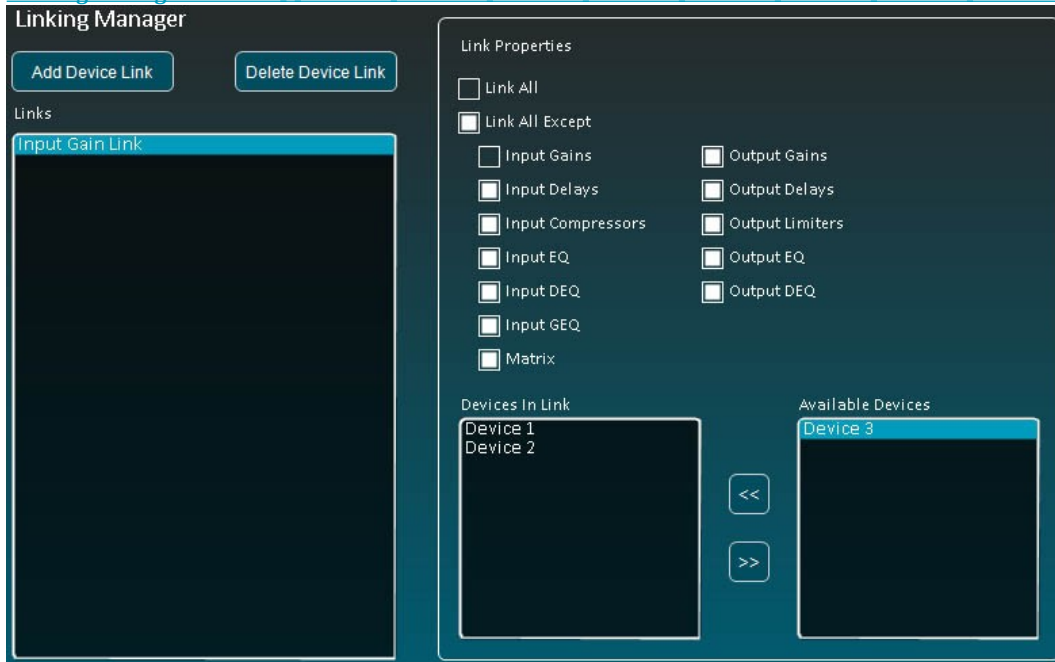 Linking Manager
Add Device Link
Delete Device Link
Links
Input Gain Link
Link Properties
Link All
Link All Except
Input Gains
Output Gains
Input Delays
Output Delays
Input Compressors
Output Limiters
Input EQ
Output EQ
Input DEQ
Output DEQ
Input GEQ
Matrix
Devices In Link
Available Devices
Device 1
Device 2
Device 3
<<
>>